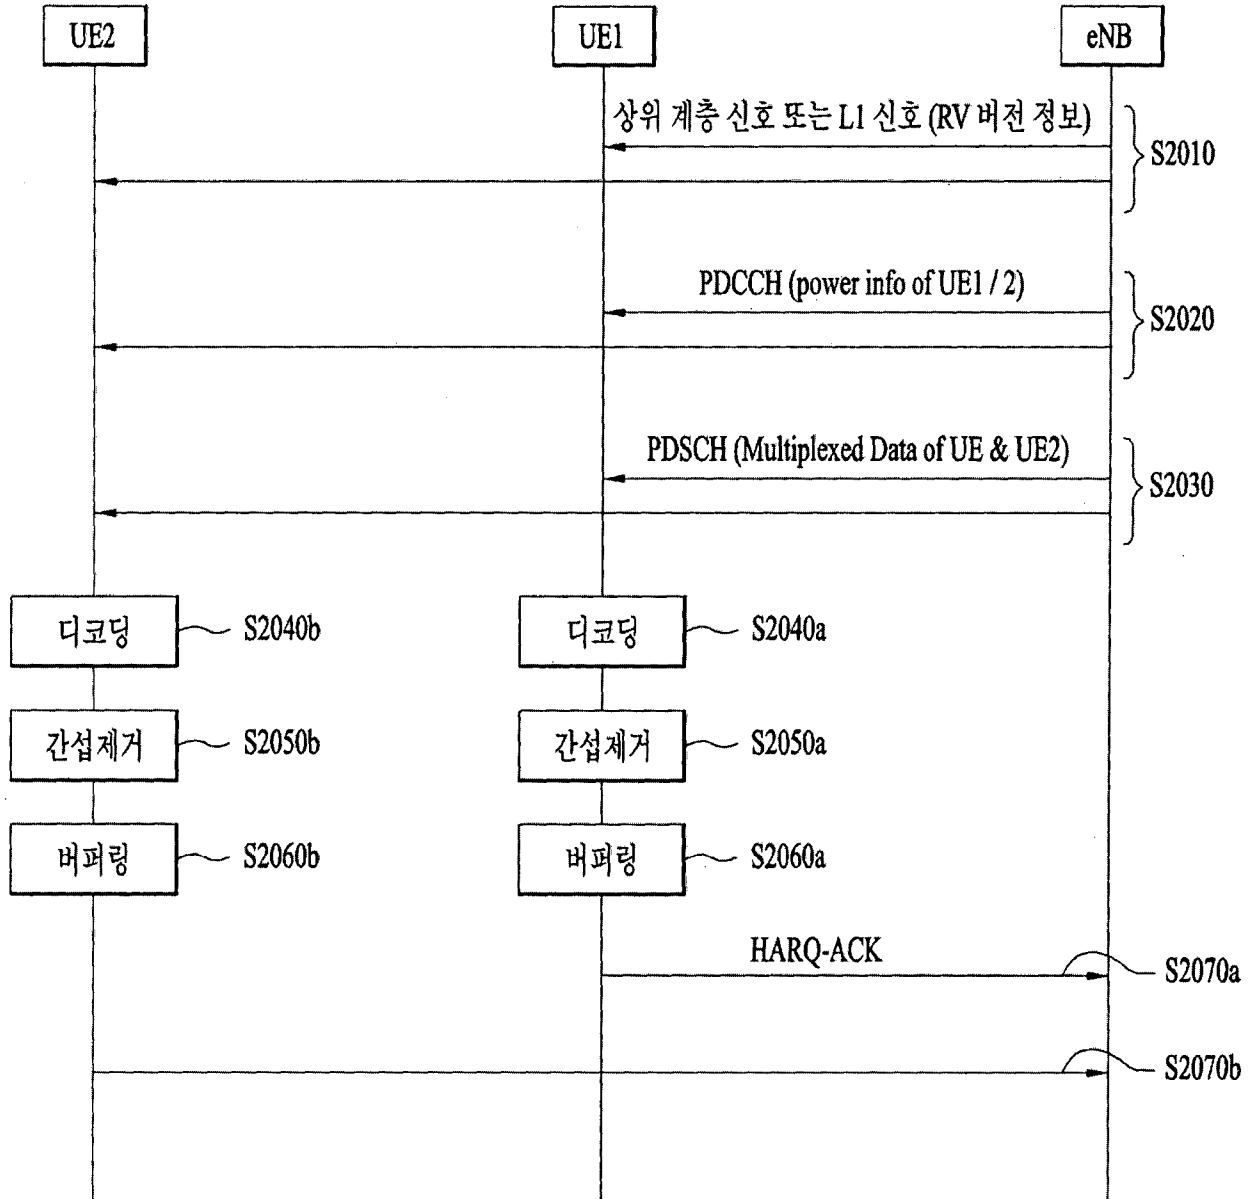 UE2
UE1
eNB
상위 계층 신호 또는 L1 신호 (RV 버전 정보)
S2010
PDCCH (power info of UE1 / 2)
S2020
PDSCH (Multiplexed Data of UE & UE2)
S2030
디코딩
S2040b
디코딩
S2040a
간섭제거
S2050b
간섭제거
S2050a
버퍼링
S2060b
버퍼링
S2060a
HARQ-ACK
S2070a
S2070b